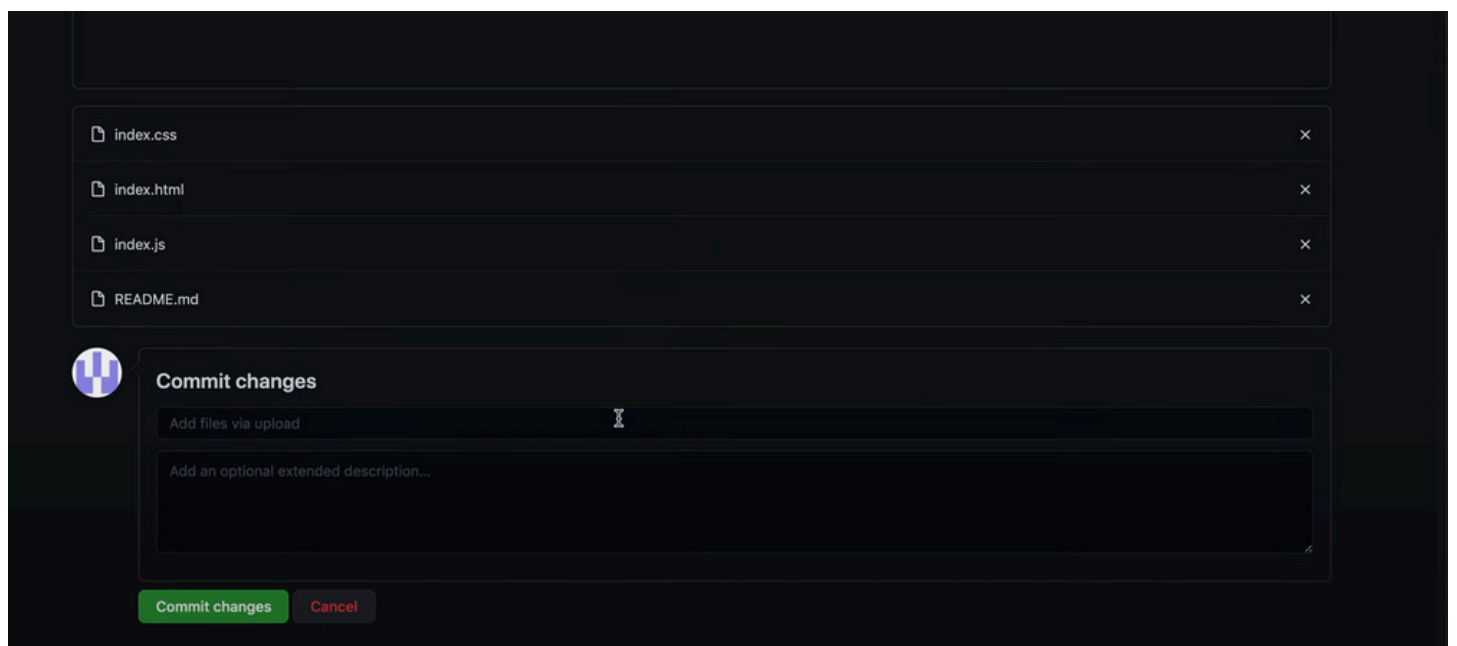 index.css
index.html
index.js
README.md
Commit changes
Add files via upload
Add an optional extended description...
Commit changes
Cancel